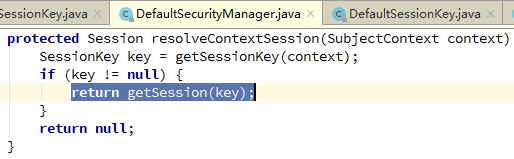 SessionKey.java × DefaultSecurityManager.java × DefaultSessionKey.java ×
protected Session resolveContextSession(SubjectContext context)
SessionKey key = getSessionKey(context);
if (key != null) {
return getSession(key);
}
return null;
}